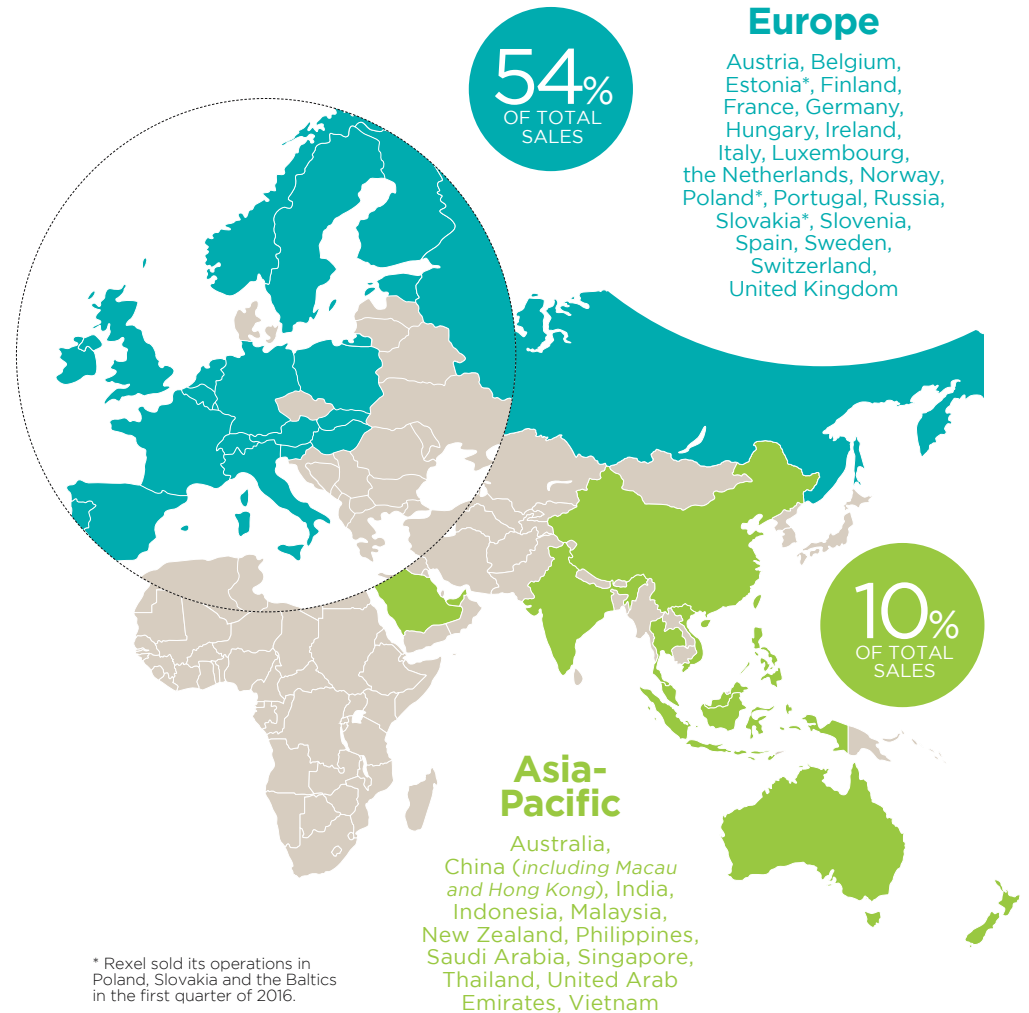 54%
OF TOTAL
SALES
Europe
Austria, Belgium,
Estonia*, Finland,
France, Germany,
Hungary, Ireland,
Italy, Luxembourg,
the Netherlands, Norway,
Poland*, Portugal, Russia,
Slovakia*, Slovenia,
Spain, Sweden,
Switzerland,
United Kingdom
10%
OF TOTAL
SALES
Asia-
Pacific
Australia,
China (including Macau
and Hong Kong), India,
Indonesia, Malaysia,
New Zealand, Philippines,
Saudi Arabia, Singapore,
Thailand, United Arab
Emirates, Vietnam
* Rexel sold its operations in
Poland, Slovakia and the Baltics
in the first quarter of 2016.